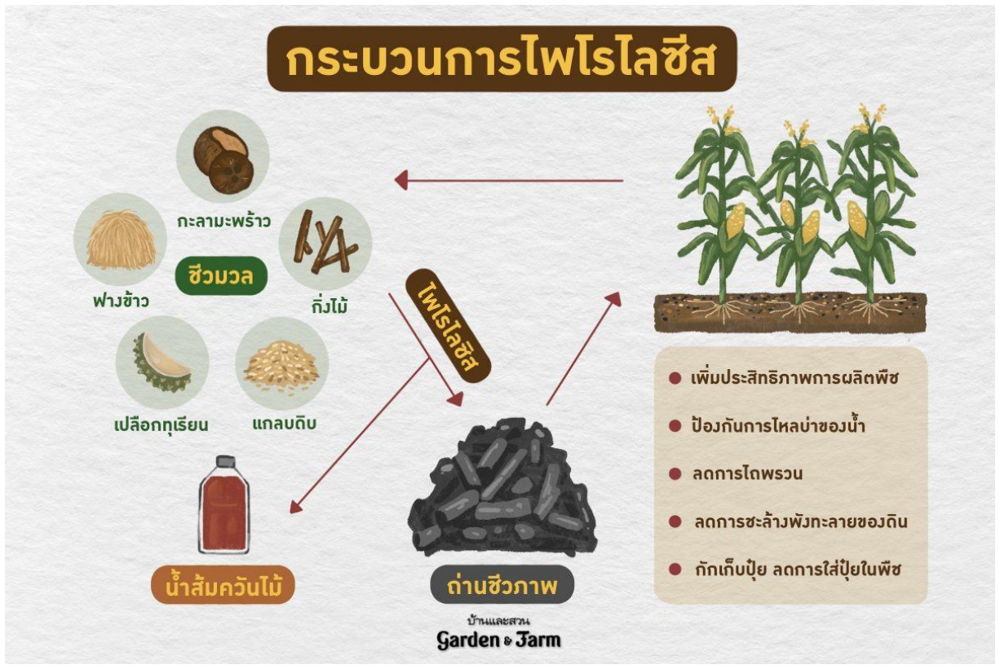 กระบวนการไพโรไลซีส
กะลามะพร้าว
ฟางข้าว
ชีวมวล
กิ่งไม้
เปลือกทุเรียน
แกลบดิบ
ไพโรไลซิส
น้ำส้มควันไม้
ถ่านชีวภาพ
เพิ่มประสิทธิภาพการผลิตพืช
ป้องกันการไหลบ่าของน้ำ
ลดการไถพรวน
ลดการชะล้างพังทะลายของดิน
กักเก็บปุ๋ย ลดการใส่ปุ๋ยในพืช
บ้านและสวน
Garden & Farm